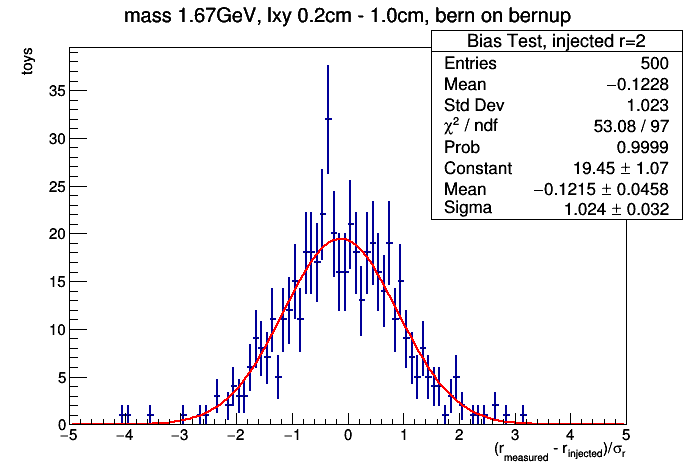 mass 1.67GeV, lxy 0.2cm - 1.0cm, bern on bernup
toys
Bias Test, injected r=2
Entries 500
Mean −0.1228
Std Dev 1.023
χ² / ndf 53.08 / 97
Prob 0.9999
Constant 19.45 ± 1.07
Mean −0.1215 ± 0.0458
Sigma 1.024 ± 0.032
35
30
25
20
15
10
5
0
−5 −4 −3 −2 −1 0 1 2 3 4 5
(r_measured - r_injected)/σ_r